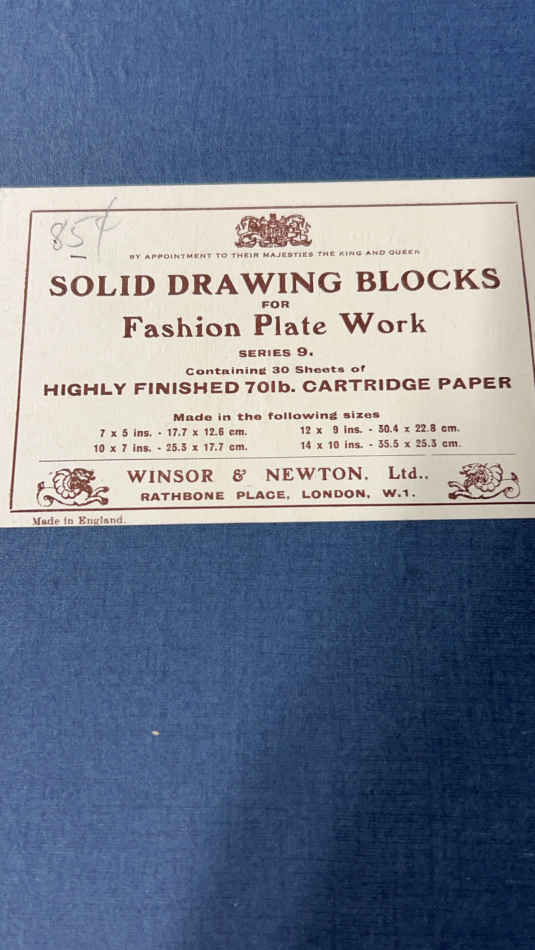 85¢
BY APPOINTMENT TO THEIR MAJESTIES THE KING AND QUEEN
SOLID DRAWING BLOCKS
FOR
Fashion Plate Work
SERIES 9.
Containing 30 Sheets of
HIGHLY FINISHED 70lb. CARTRIDGE PAPER
Made in the following sizes
7 x 5 ins. - 17.7 x 12.6 cm. 12 x 9 ins. - 30.4 x 22.8 cm.
10 x 7 ins. - 25.3 x 17.7 cm. 14 x 10 ins. - 35.5 x 25.3 cm.
WINSOR & NEWTON, Ltd.,
RATHBONE PLACE, LONDON, W.1.
Made in England.